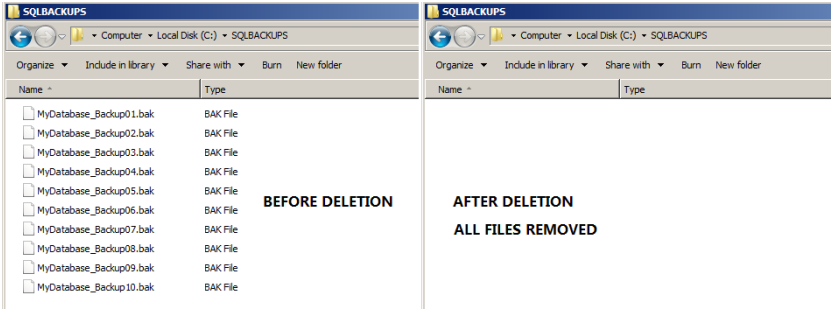 SQLBACKUPS
Computer Local Disk (C:) SQLBACKUPS
Organize Include in library Share with Burn New folder
Name Type
MyDatabase_Backup01.bak BAK File
MyDatabase_Backup02.bak BAK File
MyDatabase_Backup03.bak BAK File
MyDatabase_Backup04.bak BAK File
MyDatabase_Backup05.bak BAK File
MyDatabase_Backup06.bak BAK File
MyDatabase_Backup07.bak BAK File
MyDatabase_Backup08.bak BAK File
MyDatabase_Backup09.bak BAK File
MyDatabase_Backup10.bak BAK File
BEFORE DELETION
SQLBACKUPS
Computer Local Disk (C:) SQLBACKUPS
Organize Include in library Share with Burn New folder
Name Type
AFTER DELETION
ALL FILES REMOVED